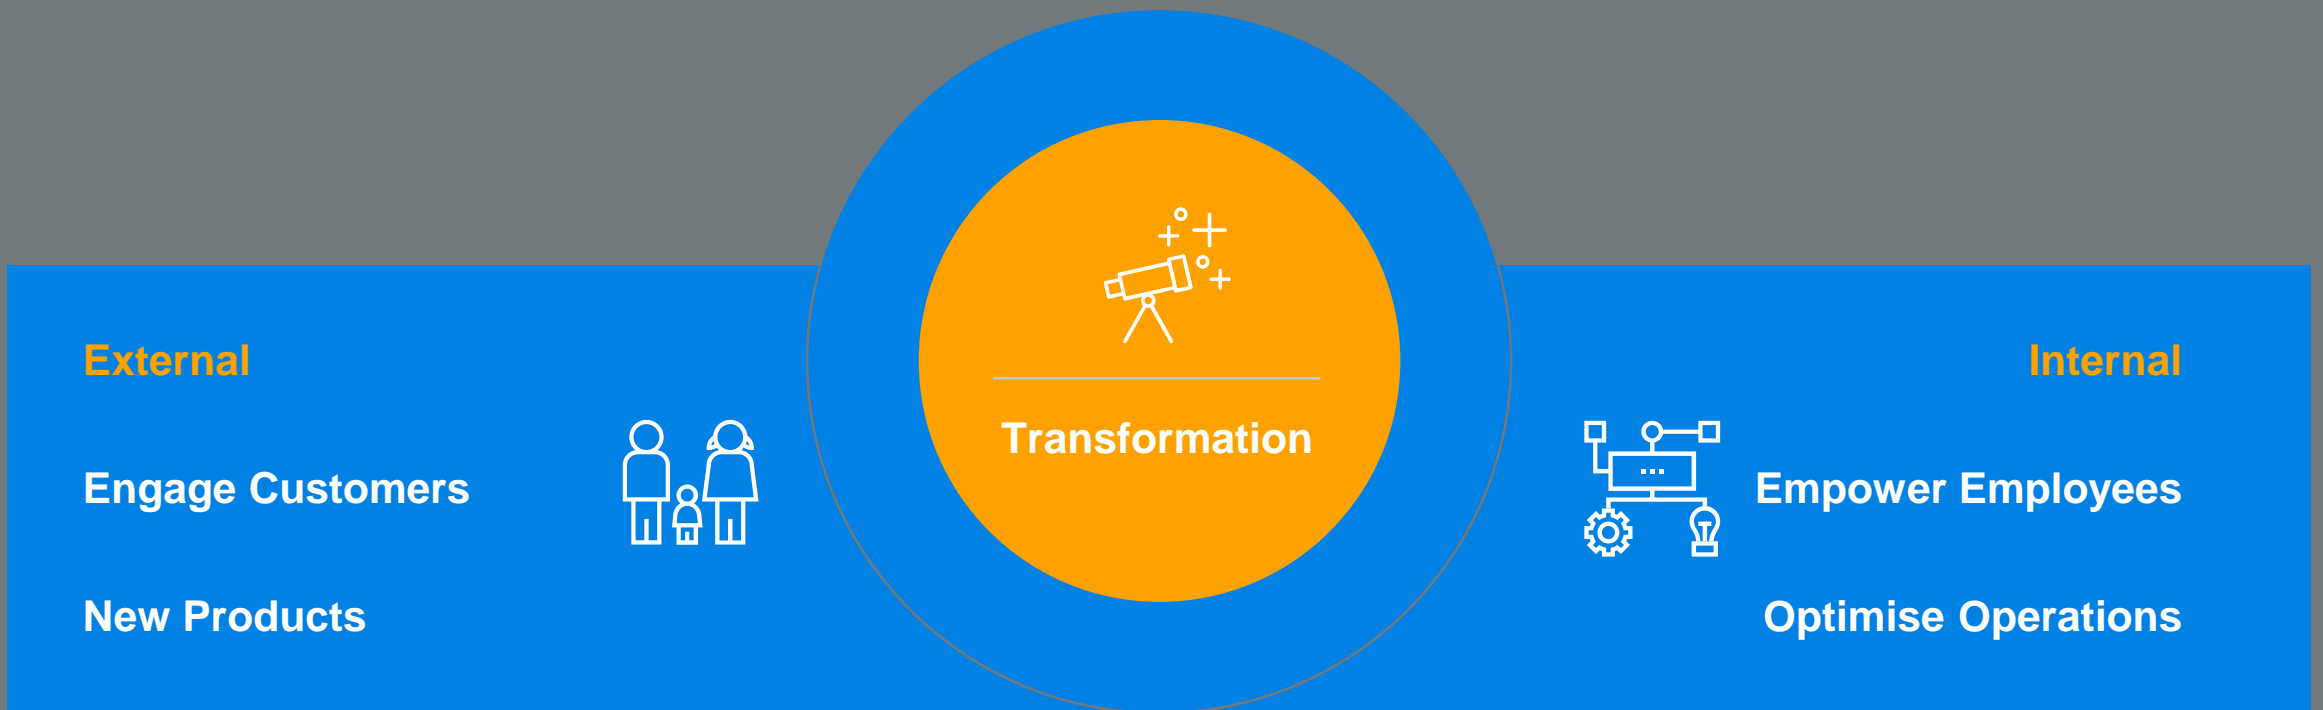 External
Engage Customers
New Products
Transformation
Internal
Empower Employees
Optimise Operations